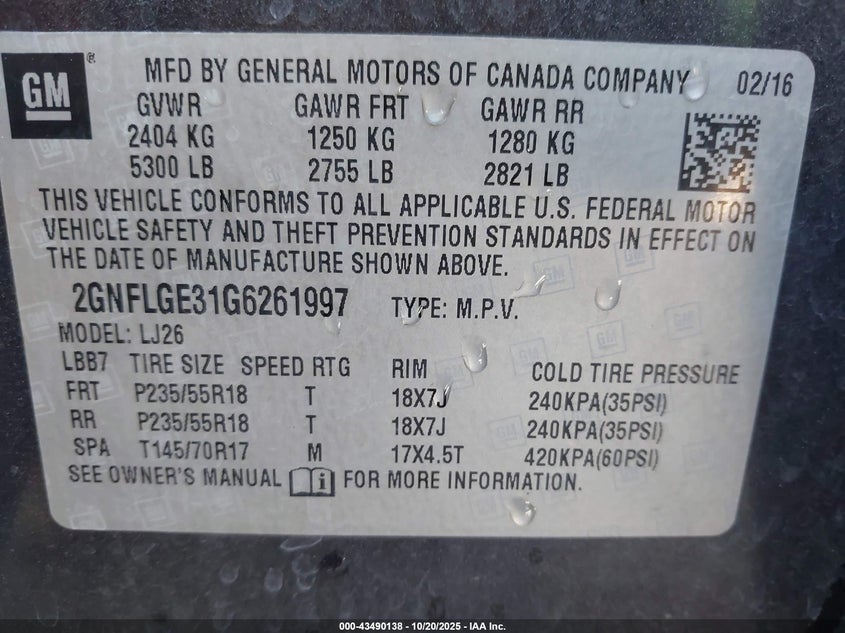 GM®
MFD BY GENERAL MOTORS OF CANADA COMPANY 02/16
GVWR GAWR FRT GAWR RR
2404 KG 1250 KG 1280 KG
5300 LB 2755 LB 2821 LB
THIS VEHICLE CONFORMS TO ALL APPLICABLE U.S. FEDERAL MOTOR
VEHICLE SAFETY AND THEFT PREVENTION STANDARDS IN EFFECT ON
THE DATE OF MANUFACTURE SHOWN ABOVE.
2GNFLGE31G6261997 TYPE: M.P.V.
MODEL: LJ26
LBB7 TIRE SIZE SPEED RTG RIM COLD TIRE PRESSURE
FRT P235/55R18 T 18X7J 240KPA(35PSI)
RR P235/55R18 T 18X7J 240KPA(35PSI)
SPA T145/70R17 M 17X4.5T 420KPA(60PSI)
SEE OWNER'S MANUAL i FOR MORE INFORMATION.
000-43490138 - 10/20/2025 - IAA Inc.